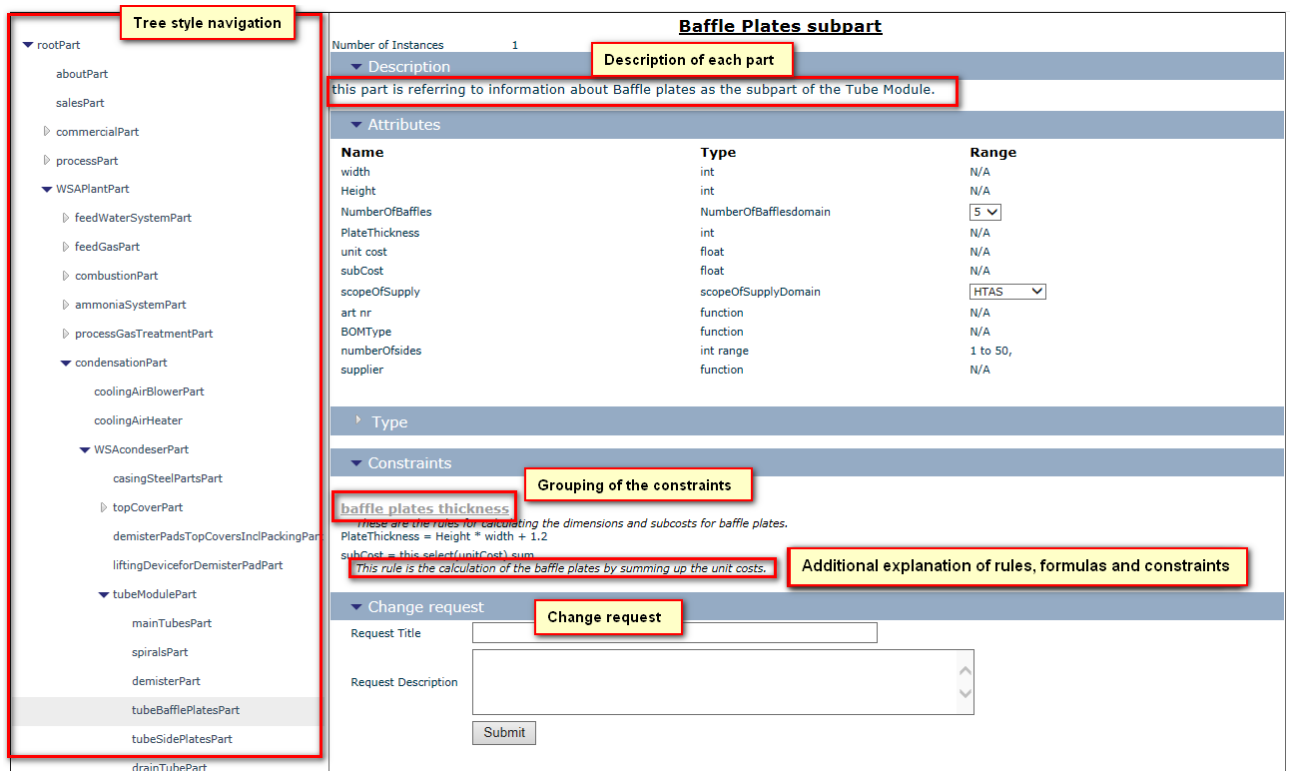 Tree style navigation
rootPart
aboutPart
salesPart
commercialPart
processPart
WSAPlantPart
feedWaterSystemPart
feedGasPart
combustionPart
ammoniaSystemPart
processGasTreatmentPart
condensationPart
coolingAirBlowerPart
coolingAirHeater
WSAcondeserPart
casingSteelPartsPart
topCoverPart
demisterPadsTopCoversInclPackingPart
liftingDeviceforDemisterPadPart
tubeModulePart
mainTubesPart
spiralsPart
demisterPart
tubeBafflePlatesPart
tubeSidePlatesPart
drainTubePart
Baffle Plates subpart
Number of Instances 1
Description
Description of each part
this part is referring to information about Baffle plates as the subpart of the Tube Module.
Attributes
Name Type Range
width int N/A
Height int N/A
NumberOfBaffles NumberOfBafflesdomain 5
PlateThickness int N/A
unit cost float N/A
subCost float N/A
scopeOfSupply scopeOfSupplyDomain HTAS
art nr function N/A
BOMType function N/A
numberOfsides int range 1 to 50,
supplier function N/A
Type
Constraints
Grouping of the constraints
baffle plates thickness
These are the rules for calculating the dimensions and subcosts for baffle plates.
PlateThickness = Height * width + 1.2
subCost = this.select(unitCost).sum
This rule is the calculation of the baffle plates by summing up the unit costs.
Additional explanation of rules, formulas and constraints
Change request
Change request
Request Title
Request Description
Submit